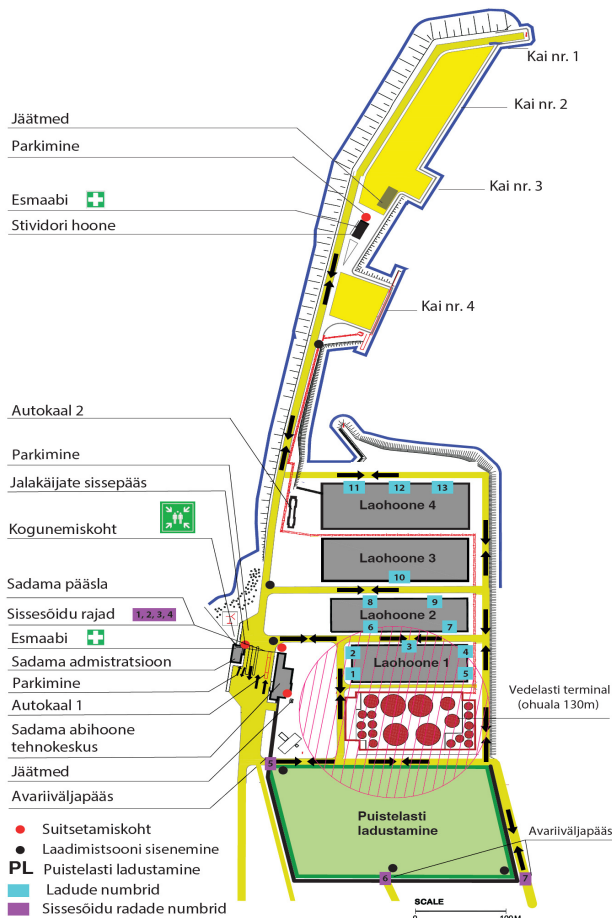 Kai nr. 1
Kai nr. 2
Jäätmed
Parkimine
Kai nr. 3
Esmaabi
Stividori hoone
Kai nr. 4
Autokaal 2
Parkimine
Jalakäijate sissepääs
Kogunemiskoht
11 12 13
Laohoone 4
Laohoone 3
10
Sadama pääsla
Sissesõidu rajad 1, 2, 3, 4
8 9
Laohoone 2
6 7
Esmaabi
Sadama admistratsioon
Parkimine
Autokaal 1
Sadama abihoone
tehnokeskus
Jäätmed
Avariiväljapääs
3
2 4
Laohoone 1
1 5
Vedelasti terminal
(ohuala 130m)
5
Puistelasti
ladustamine
Avariiväljapääs
6 7
Suitsetamiskoht
Laadimistsooni sisenemine
PL Puistelasti ladustamine
Ladude numbrid
Sissesõidu radade numbrid
SCALE
0 100M